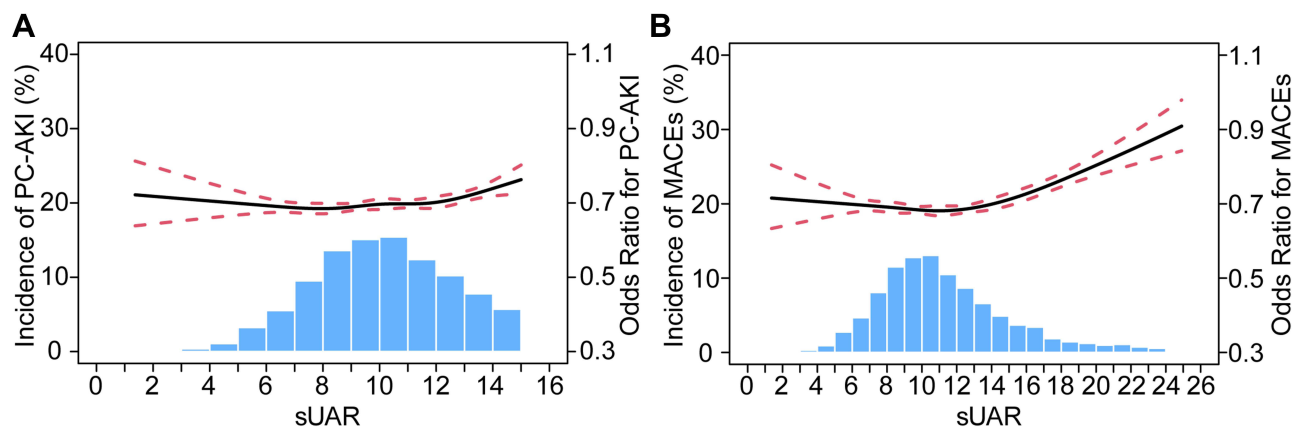 A
Incidence of PC-AKI (%)
40
30
20
10
0
1.1
0.9
0.7
0.5
0.3
Odds Ratio for PC-AKI
0 2 4 6 8 10 12 14 16
sUAR
B
Incidence of MACEs (%)
40
30
20
10
0
1.1
0.9
0.7
0.5
0.3
Odds Ratio for MACEs
0 2 4 6 8 10 12 14 16 18 20 22 24 26
sUAR